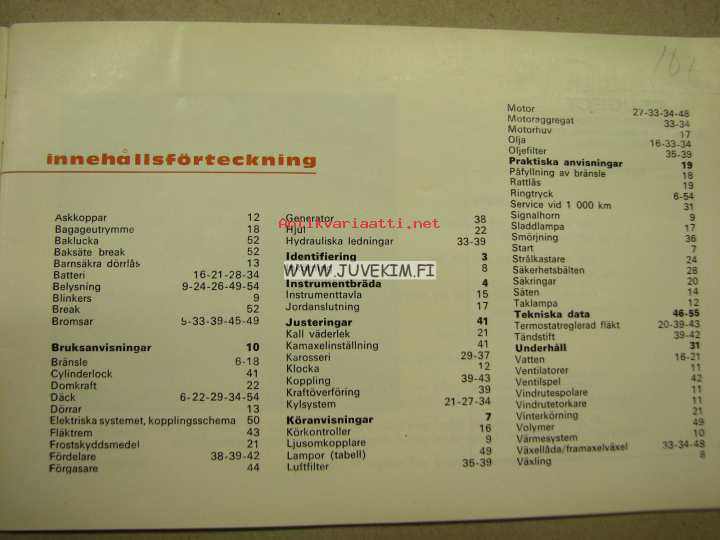 innehållsförteckning
Askkoppar 12
Bagageutrymme 18
Baklucka 52
Baksäte break 52
Barnsäkra dörrlås 13
Batteri 16-21-28-34
Belysning 9-24-26-49-54
Blinkers 9
Break 52
Bromsar 5-33-39-45-49
Bruksanvisningar 10
Bränsle 6-18
Cylinderlock 41
Domkraft 22
Däck 6-22-29-34-54
Dörrar 13
Elektriska systemet, kopplingsschema 50
Fläktrem 43
Frostskyddsmedel 21
Fördelare 38-39-42
Förgasare 44
Generator 38
Hjul 22
Hydrauliska ledningar 33-39
Identifiering 3
8
Instrumentbräda 4
Instrumenttavla 15
Jordanslutning 17
Justeringar 41
Kall väderlek 21
Kamaxelinställning 41
Karosseri 29-37
Klocka 12
Koppling 39-43
Kraftöverföring 39
Kylsystem 21-27-34
Köranvisningar 7
Körkontroller 16
Ljusomkopplare 9
Lampor (tabell) 49
Luftfilter 35-39
Motor 27-33-34-48
Motoraggregat 33-34
Motorhuv 17
Olja 16-33-34
Oljefilter 35-39
Praktiska anvisningar 19
Påfyllning av bränsle 18
Rattlås 19
Ringtryck 6-54
Service vid 1 000 km 31
Signalhorn 9
Sladdlampa 17
Smörjning 36
Start 7
Strålkastare 24
Säkerhetsbälten 28
Säkringar 20
Säten 14
Taklampa 12
Tekniska data 46-55
Termostatreglerad fläkt 20-39-43
Tändstift 39-42
Underhåll 31
Vatten 16-21
Ventilatorer 11
Ventilspel 42
Vindrutespolare 11
Vindrutetorkare 11
Vinterkörning 21
Volymer 49
Värmesystem 10
Växellåda/framaxelväxel 33-34-48
Växling 8
Antikvariaatti.net
WWW.JUVEKIM.FI